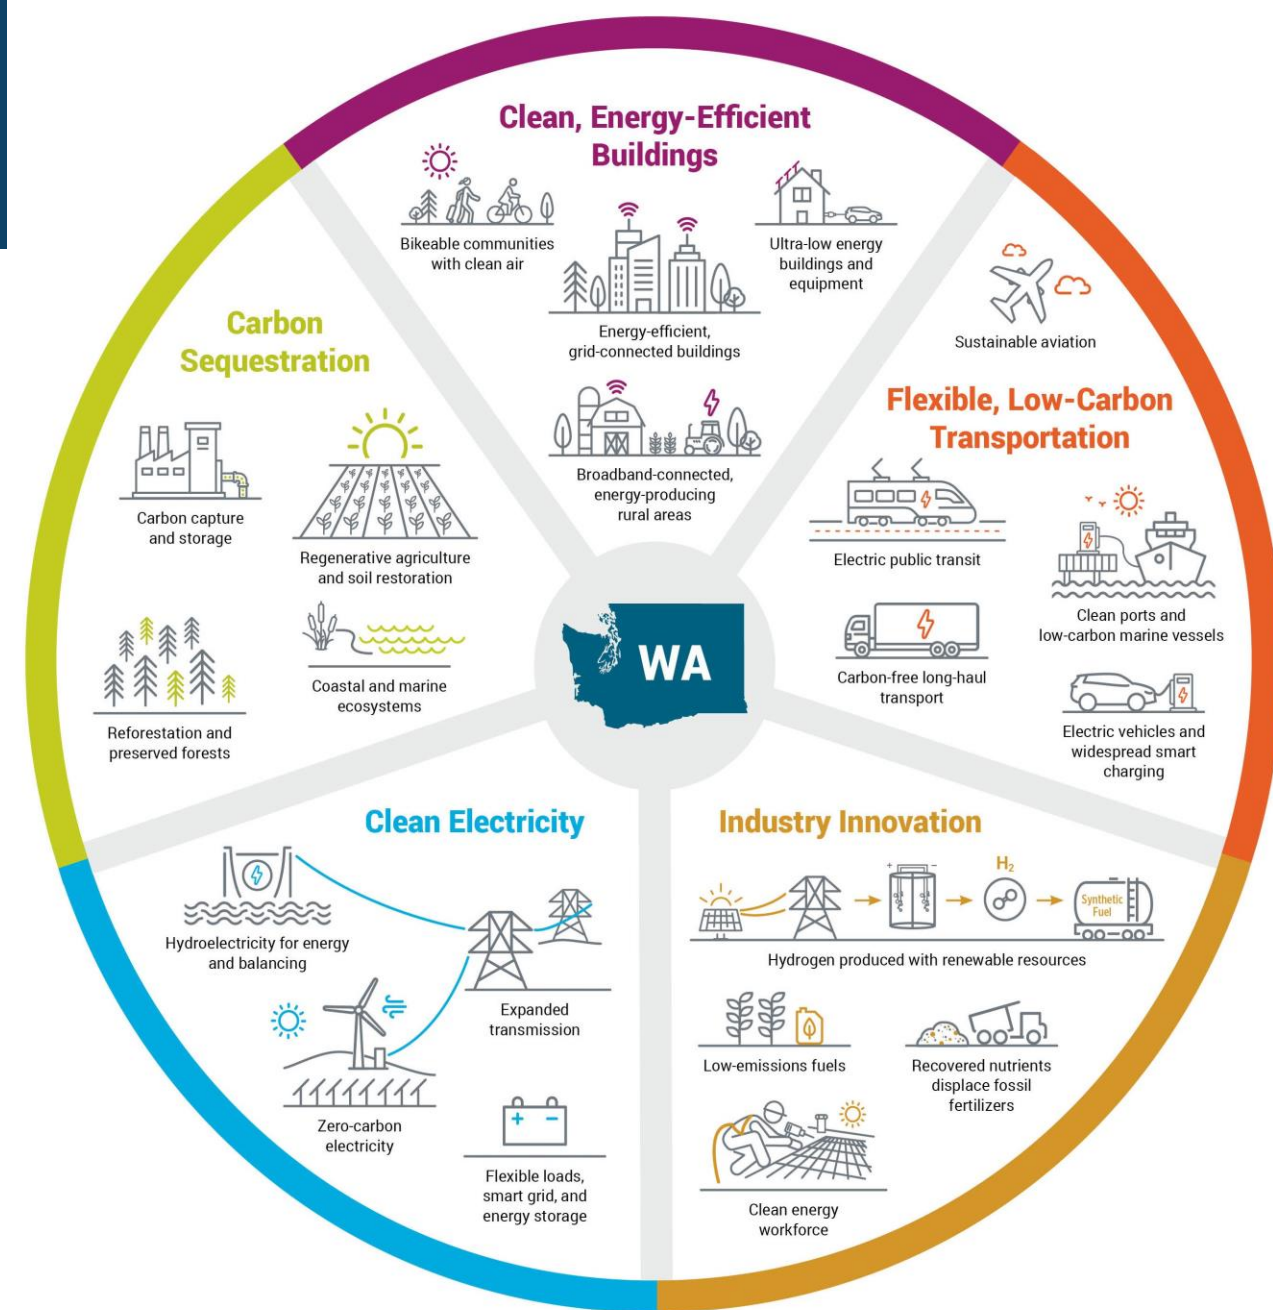 Clean, Energy-Efficient
Buildings
Bikeable communities
with clean air
Energy-efficient,
grid-connected buildings
Ultra-low energy
buildings and
equipment
Broadband-connected,
energy-producing
rural areas
Sustainable aviation
Flexible, Low-Carbon
Transportation
Electric public transit
Clean ports and
low-carbon marine vessels
Carbon-free long-haul
transport
Electric vehicles and
widespread smart
charging
Carbon
Sequestration
Carbon capture
and storage
Regenerative agriculture
and soil restoration
Reforestation and
preserved forests
Coastal and marine
ecosystems
WA
Clean Electricity
Hydroelectricity for energy
and balancing
Expanded
transmission
Zero-carbon
electricity
+ −
Flexible loads,
smart grid, and
energy storage
Industry Innovation
+ −
H₂
Synthetic
Fuel
Hydrogen produced with renewable resources
Low-emissions fuels
Recovered nutrients
displace fossil
fertilizers
Clean energy
workforce